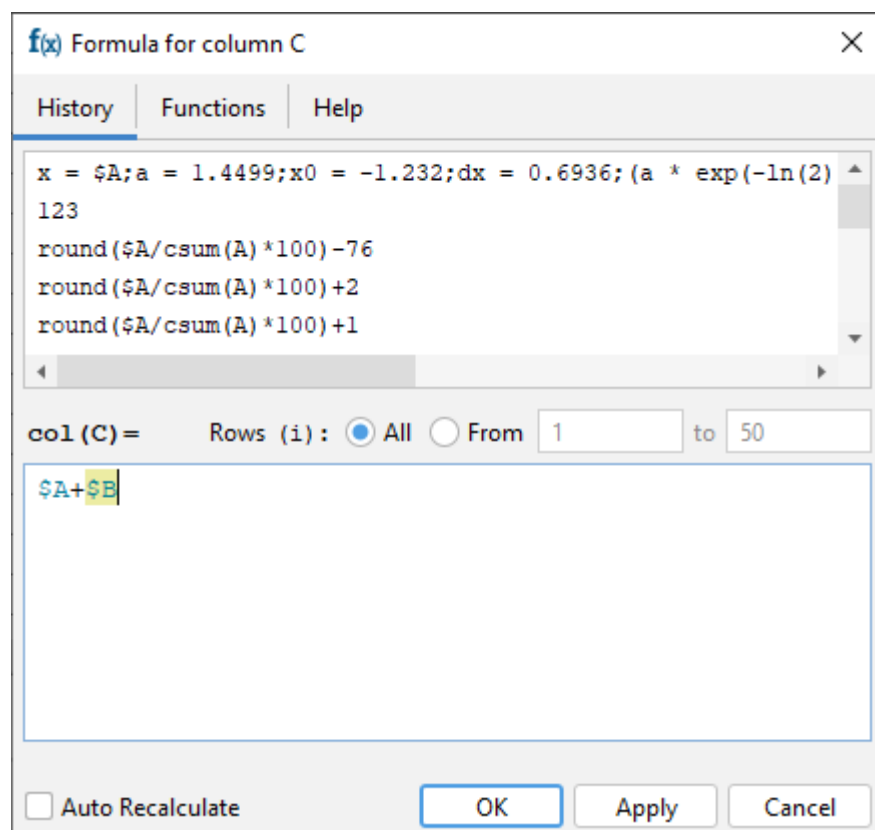 f(x) Formula for column C
History Functions Help
x = $A;a = 1.4499;x0 = -1.232;dx = 0.6936;(a * exp(-ln(2)
123
round($A/csum(A)*100)-76
round($A/csum(A)*100)+2
round($A/csum(A)*100)+1
col(C)= Rows (i): All From 1 to 50
$A+$B
Auto Recalculate OK Apply Cancel